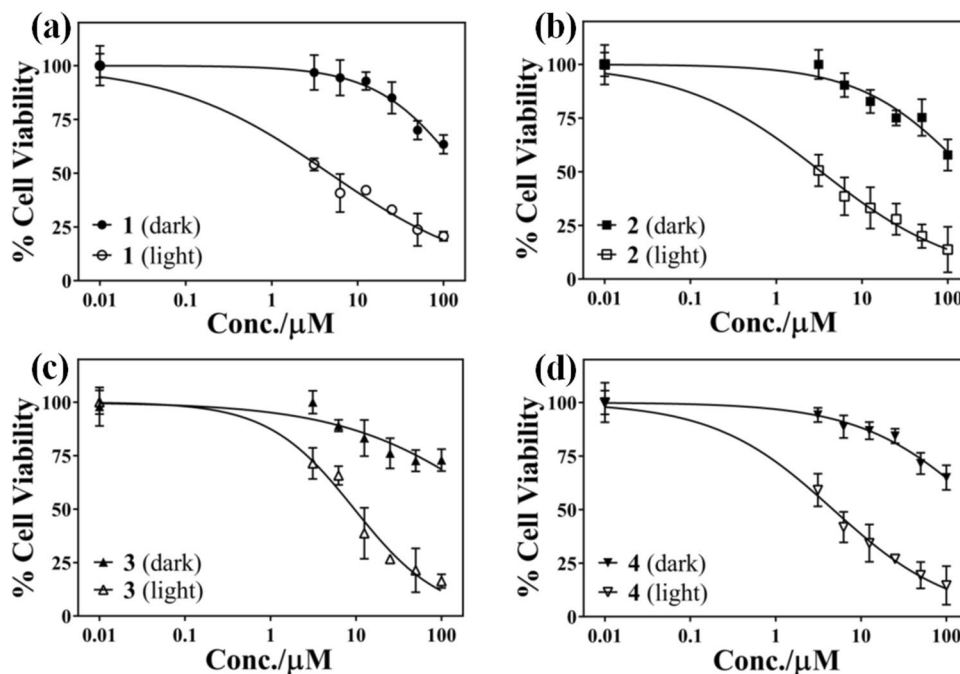 (a)
% Cell Viability
100
75
50
25
0
1 (dark)
1 (light)
0.01 0.1 1 10 100
Conc./µM
(b)
% Cell Viability
100
75
50
25
0
2 (dark)
2 (light)
0.01 0.1 1 10 100
Conc./µM
(c)
% Cell Viability
100
75
50
25
0
3 (dark)
3 (light)
0.01 0.1 1 10 100
Conc./µM
(d)
% Cell Viability
100
75
50
25
0
4 (dark)
4 (light)
0.01 0.1 1 10 100
Conc./µM